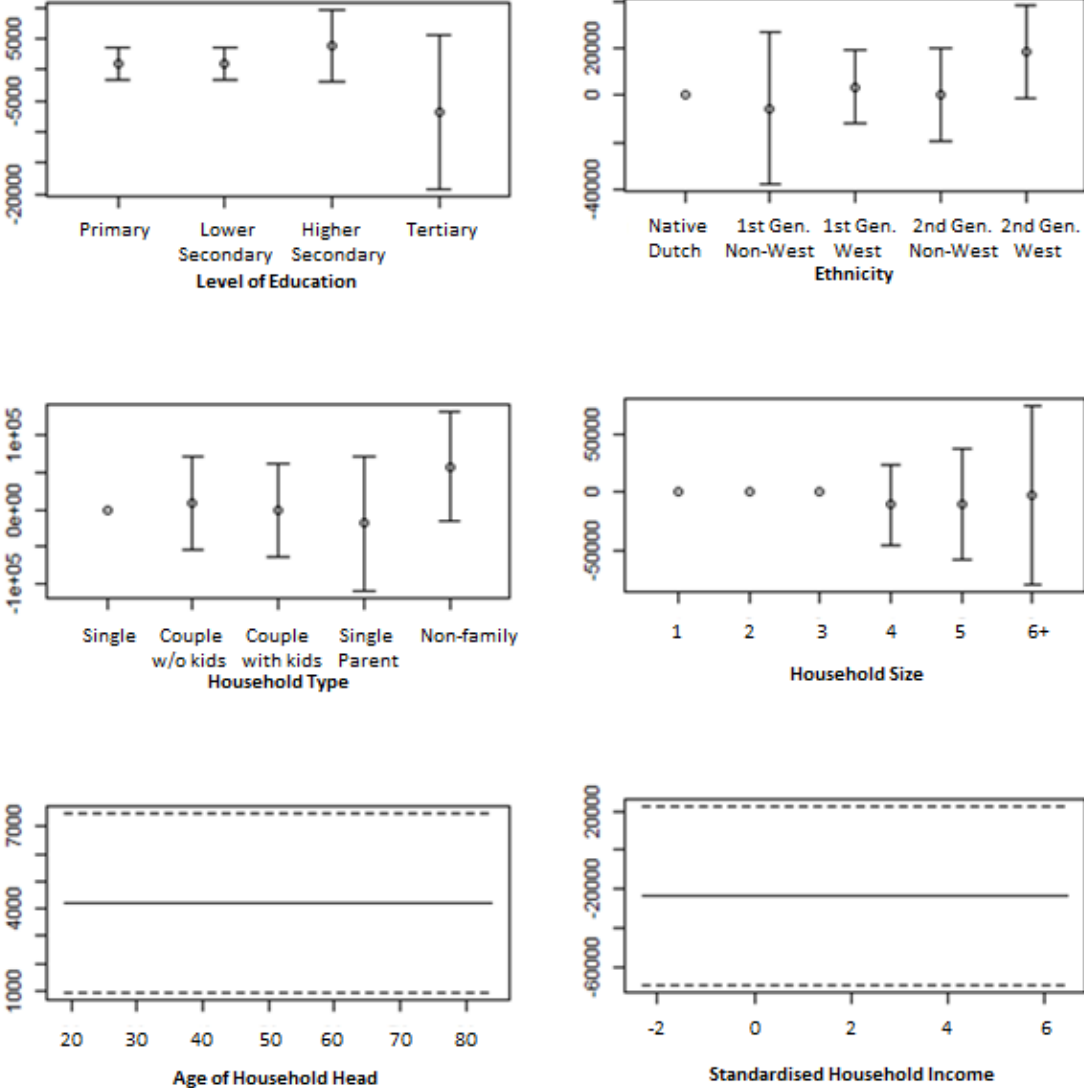 5000
-5000
-20000
Primary Lower Higher Tertiary
Secondary Secondary
Level of Education
20000
0
-40000
Native 1st Gen. 1st Gen. 2nd Gen. 2nd Gen.
Dutch Non-West West Non-West West
Ethnicity
1e+05
0e+00
-1e+05
Single Couple Couple Single Non-family
w/o kids with kids Parent
Household Type
50000
0
-50000
1 2 3 4 5 6+
Household Size
7000
4000
1000
20 30 40 50 60 70 80
Age of Household Head
20000
-20000
-60000
-2 0 2 4 6
Standardised Household Income